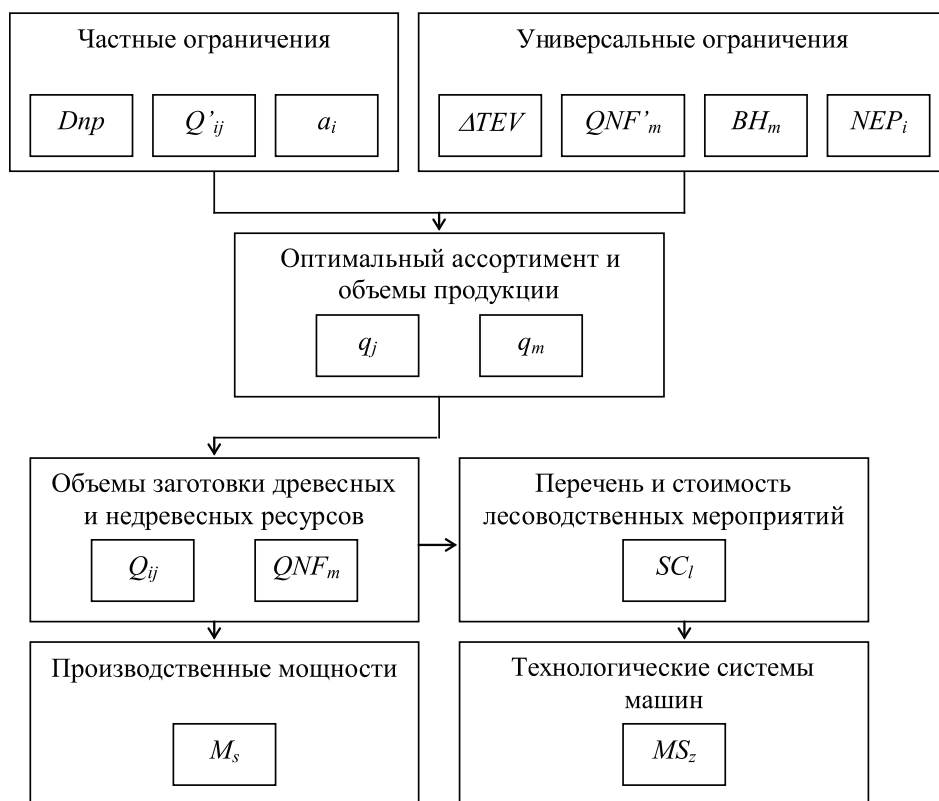 Частные ограничения
Dnp Q’ij ai
Универсальные ограничения
ΔTEV QNF’m BHm NEPi
Оптимальный ассортимент и
объемы продукции
qj qm
Объемы заготовки древесных
и недревесных ресурсов
Qij QNFm
Перечень и стоимость
лесоводственных мероприятий
SCl
Производственные мощности
Ms
Технологические системы
машин
MSz